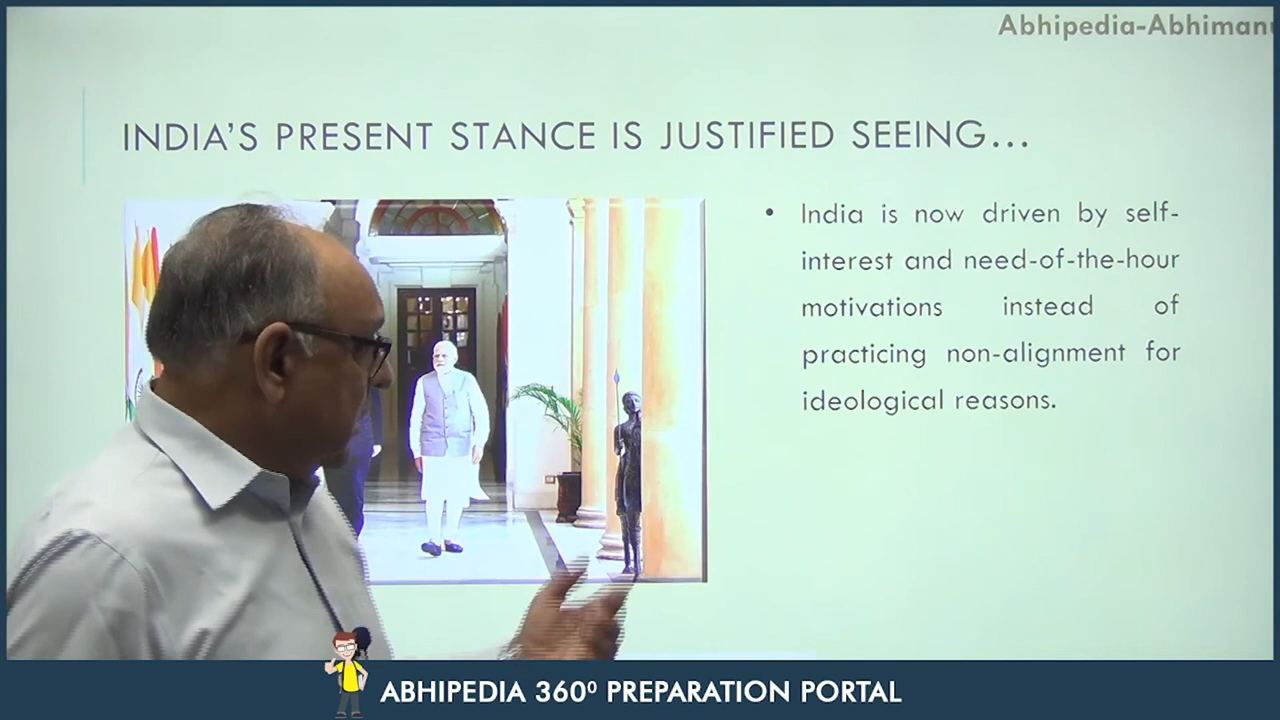 Abhipedia-Abhimanu
INDIA'S PRESENT STANCE IS JUSTIFIED SEEING...
• India is now driven by self-
interest and need-of-the-hour
motivations instead of
practicing non-alignment for
ideological reasons.
ABHIPEDIA 360⁰ PREPARATION PORTAL